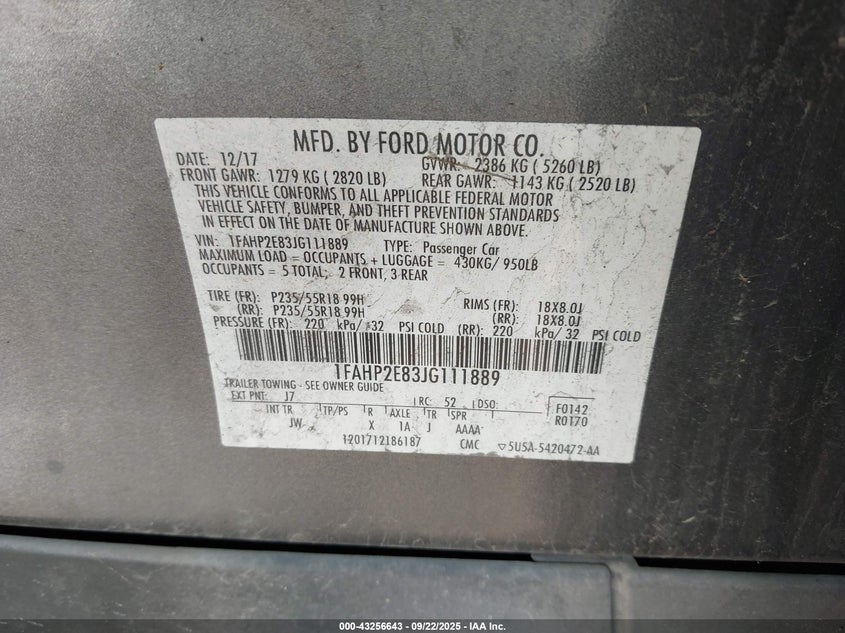 MFD. BY FORD MOTOR CO.
DATE: 12/17 GVWR: 2386 KG ( 5260 LB)
FRONT GAWR: 1279 KG ( 2820 LB) REAR GAWR: 1143 KG ( 2520 LB)
THIS VEHICLE CONFORMS TO ALL APPLICABLE FEDERAL MOTOR
VEHICLE SAFETY, BUMPER, AND THEFT PREVENTION STANDARDS
IN EFFECT ON THE DATE OF MANUFACTURE SHOWN ABOVE.
VIN: 1FAHP2E83JG111889 TYPE: Passenger Car
MAXIMUM LOAD = OCCUPANTS + LUGGAGE = 430KG/ 950LB
OCCUPANTS = 5 TOTAL; 2 FRONT, 3 REAR
TIRE (FR): P235/55R18 99H RIMS (FR): 18X8.0J
(RR): P235/55R18 99H (RR): 18X8.0J
PRESSURE (FR): 220 kPa/ 32 PSI COLD (RR): 220 kPa/ 32 PSI COLD
1FAHP2E83JG111889
TRAILER TOWING - SEE OWNER GUIDE
EXT PNT: J7 RC: 52 DSO: F0142
INT TR TP/PS R AXLE TR SPR R0170
JW X 1A J AAAA
1201712186187 CMC ▽5U5A-5420472-AA
000-43256643 - 09/22/2025 - IAA Inc.